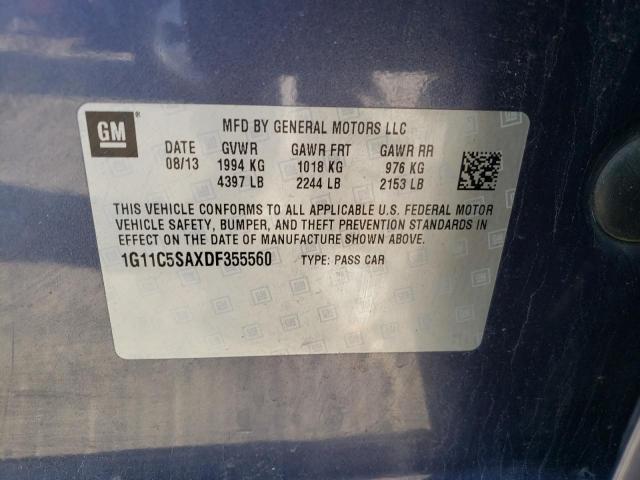 GM ®
MFD BY GENERAL MOTORS LLC
DATE GVWR GAWR FRT GAWR RR
08/13 1994 KG 1018 KG 976 KG
4397 LB 2244 LB 2153 LB
THIS VEHICLE CONFORMS TO ALL APPLICABLE U.S. FEDERAL MOTOR
VEHICLE SAFETY, BUMPER, AND THEFT PREVENTION STANDARDS IN
EFFECT ON THE DATE OF MANUFACTURE SHOWN ABOVE.
1G11C5SAXDF355560 TYPE: PASS CAR